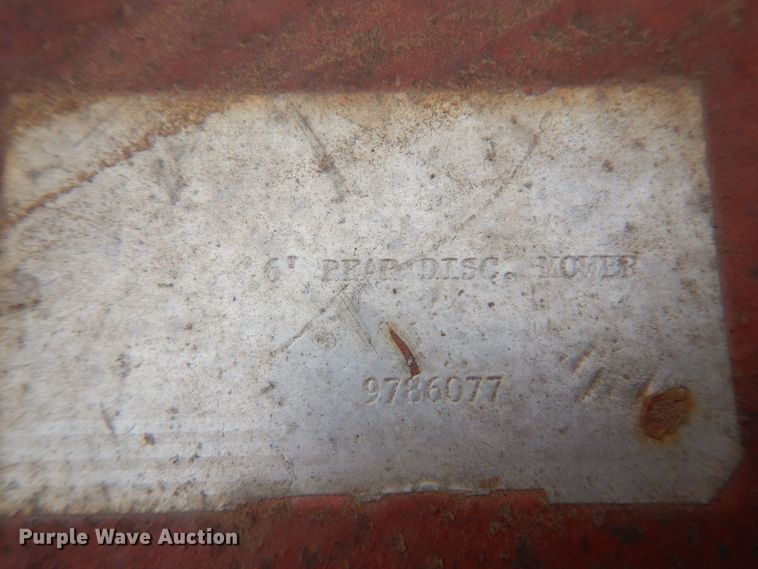 6' REAR DISC. MOWER
9786077
Purple Wave Auction